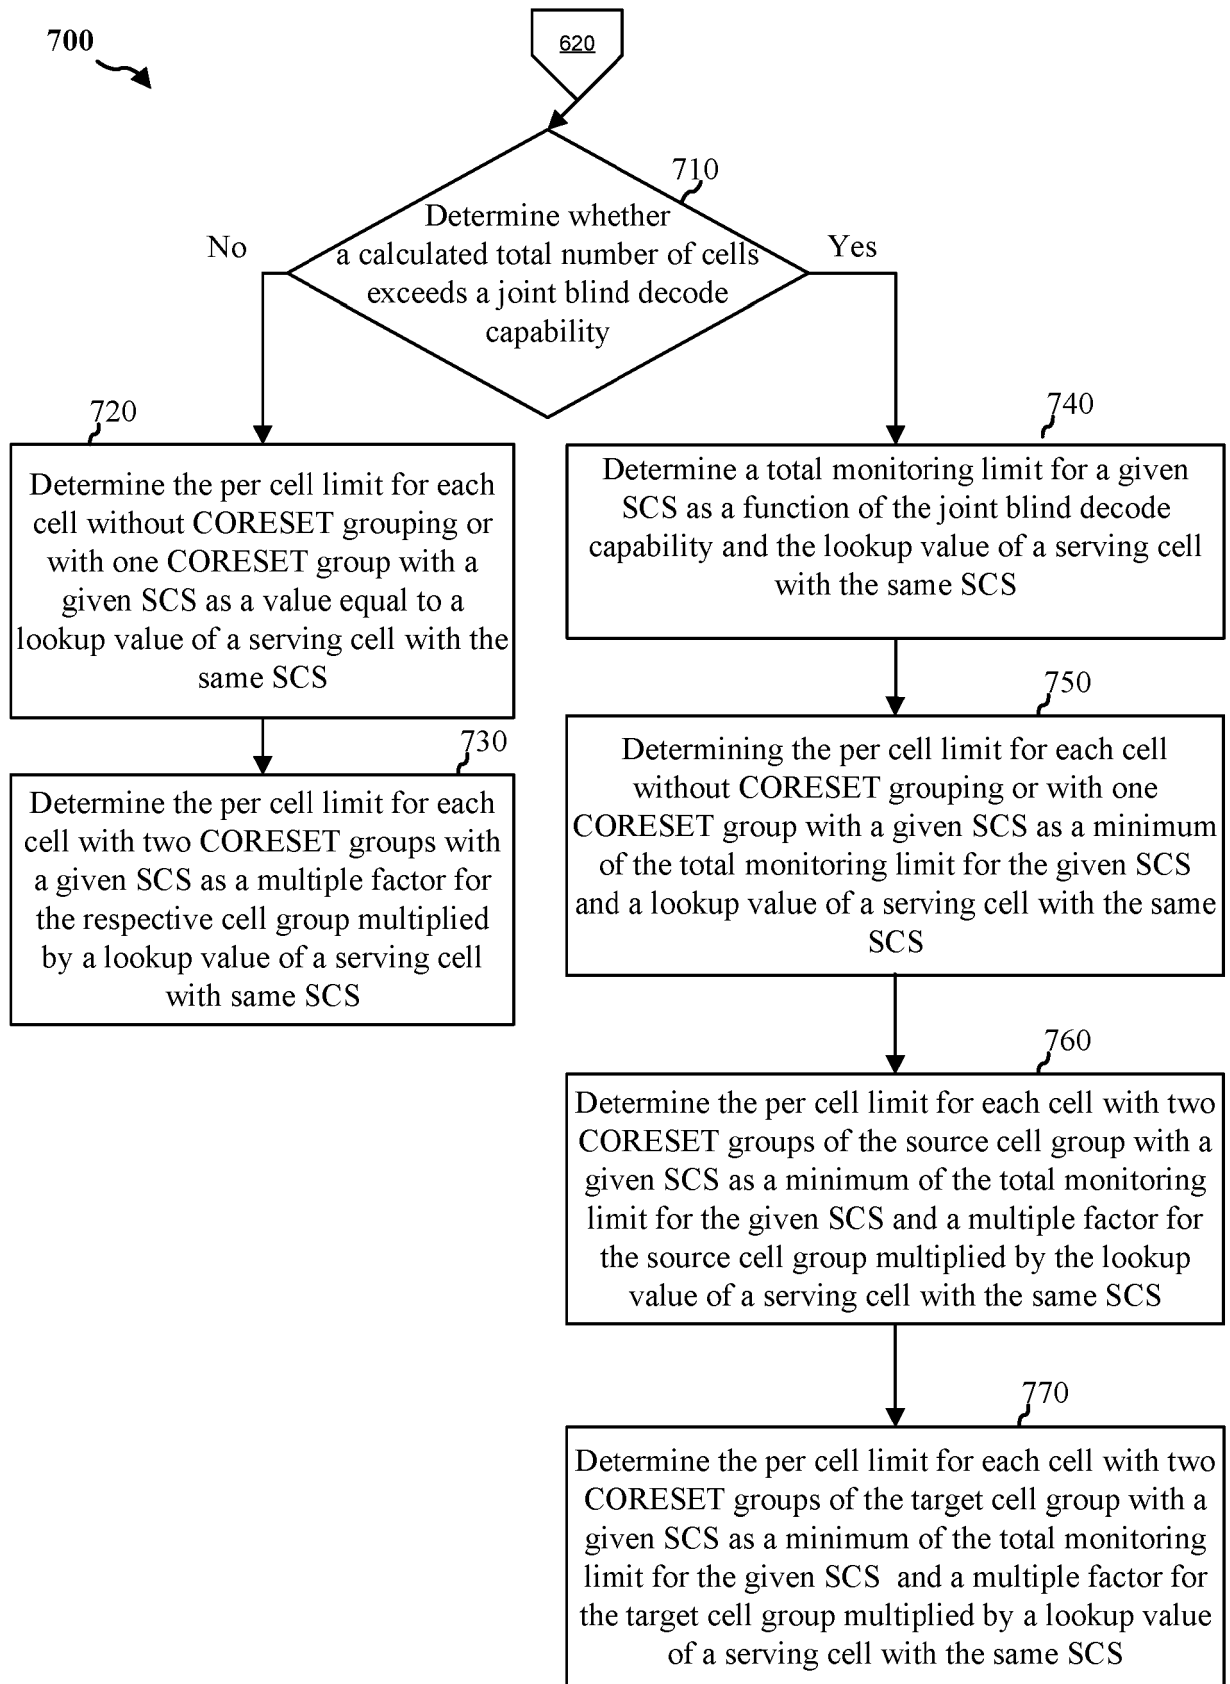 700
620
710
Determine whether
a calculated total number of cells
exceeds a joint blind decode
capability
No
Yes
720
Determine the per cell limit for each
cell without CORESET grouping or
with one CORESET group with a
given SCS as a value equal to a
lookup value of a serving cell with the
same SCS
730
Determine the per cell limit for each
cell with two CORESET groups with
a given SCS as a multiple factor for
the respective cell group multiplied
by a lookup value of a serving cell
with same SCS
740
Determine a total monitoring limit for a given
SCS as a function of the joint blind decode
capability and the lookup value of a serving cell
with the same SCS
750
Determining the per cell limit for each cell
without CORESET grouping or with one
CORESET group with a given SCS as a minimum
of the total monitoring limit for the given SCS
and a lookup value of a serving cell with the same
SCS
760
Determine the per cell limit for each cell with two
CORESET groups of the source cell group with a
given SCS as a minimum of the total monitoring
limit for the given SCS and a multiple factor for
the source cell group multiplied by the lookup
value of a serving cell with the same SCS
770
Determine the per cell limit for each cell with two
CORESET groups of the target cell group with a
given SCS as a minimum of the total monitoring
limit for the given SCS and a multiple factor for
the target cell group multiplied by a lookup value
of a serving cell with the same SCS